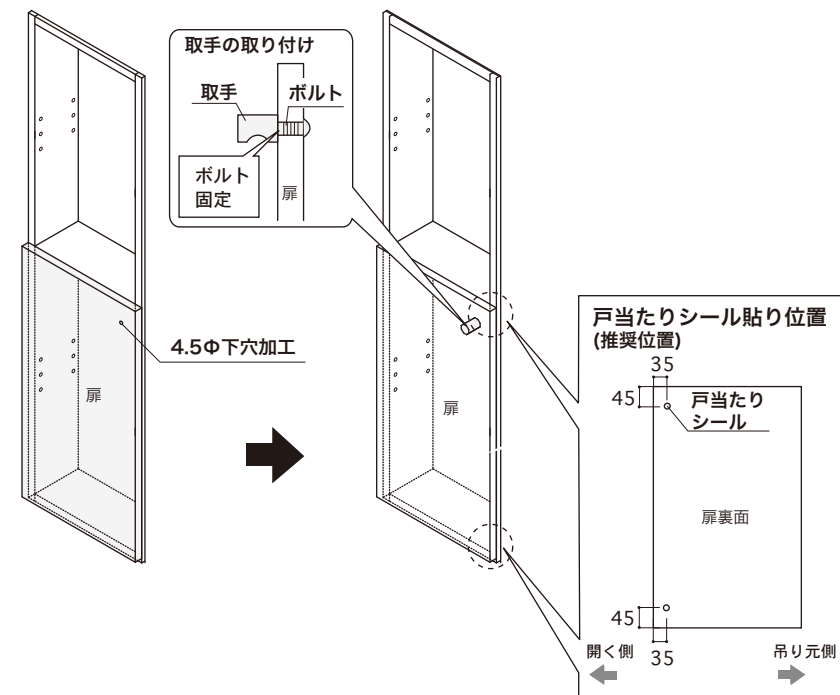 取手の取り付け
取手
ボルト
ボルト
固定
扉
4.5Φ下穴加工
扉
扉
戸当たりシール貼り位置
(推奨位置)
35
45
戸当たり
シール
扉裏面
45
35
開く側
吊り元側